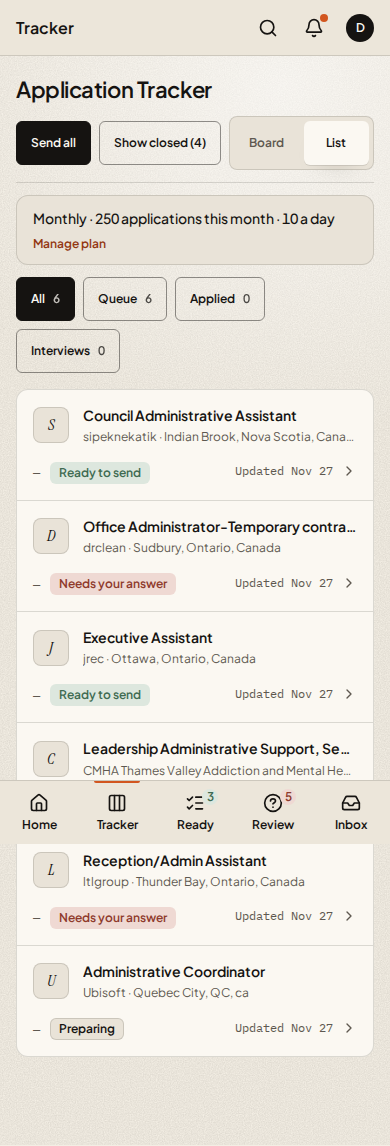 Tracker
D
Application Tracker
Send all
Show closed (4)
Board
List
Monthly · 250 applications this month · 10 a day
Manage plan
All 6
Queue 6
Applied 0
Interviews 0
S
Council Administrative Assistant
sipeknekatik · Indian Brook, Nova Scotia, Cana...
– Ready to send
Updated Nov 27
D
Office Administrator-Temporary contra...
drclean · Sudbury, Ontario, Canada
– Needs your answer
Updated Nov 27
J
Executive Assistant
jrec · Ottawa, Ontario, Canada
– Ready to send
Updated Nov 27
C
Leadership Administrative Support, Se...
CMHA Thames Valley Addiction and Mental He...
Home
Tracker
Ready 3
Review 5
Inbox
L
Reception/Admin Assistant
ltlgroup · Thunder Bay, Ontario, Canada
– Needs your answer
Updated Nov 27
U
Administrative Coordinator
Ubisoft · Quebec City, QC, ca
– Preparing
Updated Nov 27